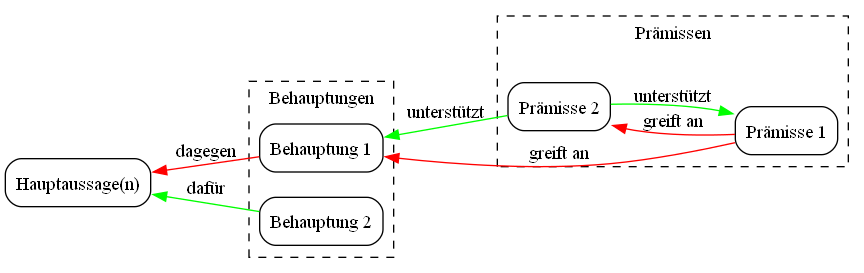 Prämissen
Behauptungen
unterstützt
unterstützt
Prämisse 2
greift an
Prämisse 1
dagegen
Behauptung 1
greift an
Hauptaussage(n)
dafür
Behauptung 2